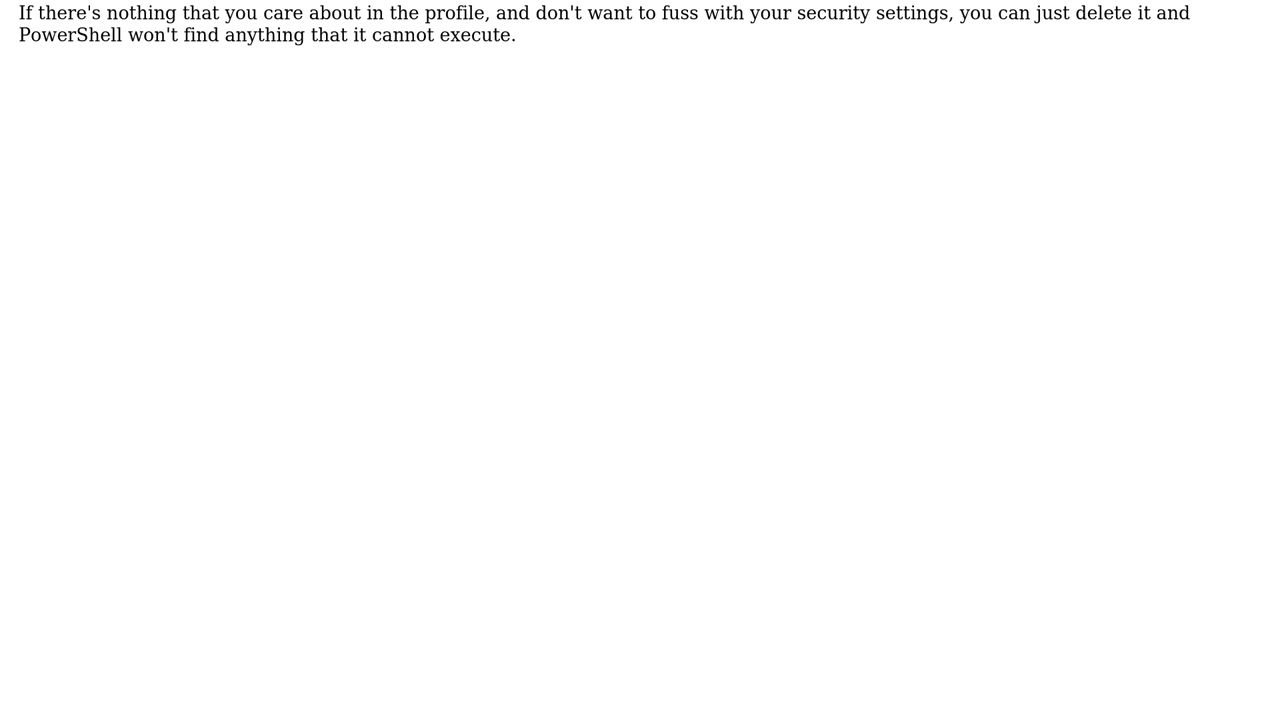 If there's nothing that you care about in the profile, and don't want to fuss with your security settings, you can just delete it and
PowerShell won't find anything that it cannot execute.